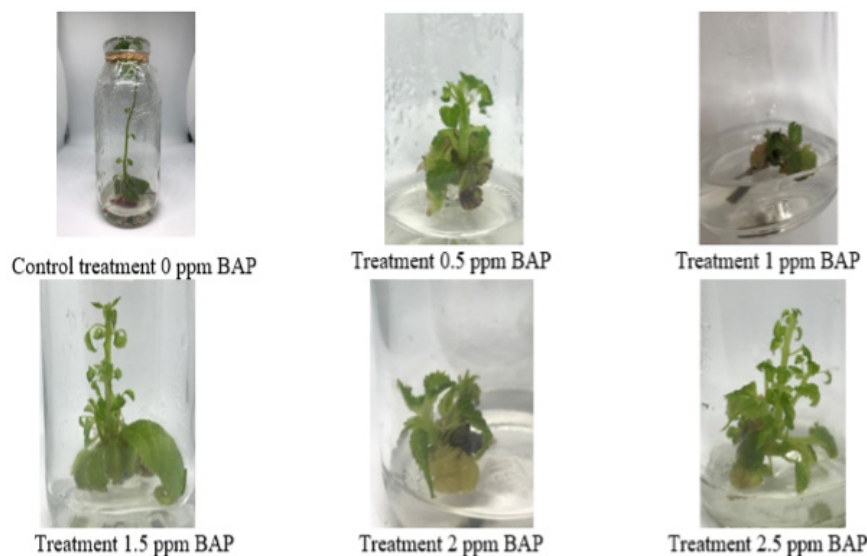 Control treatment 0 ppm BAP
Treatment 0.5 ppm BAP
Treatment 1 ppm BAP
Treatment 1.5 ppm BAP
Treatment 2 ppm BAP
Treatment 2.5 ppm BAP